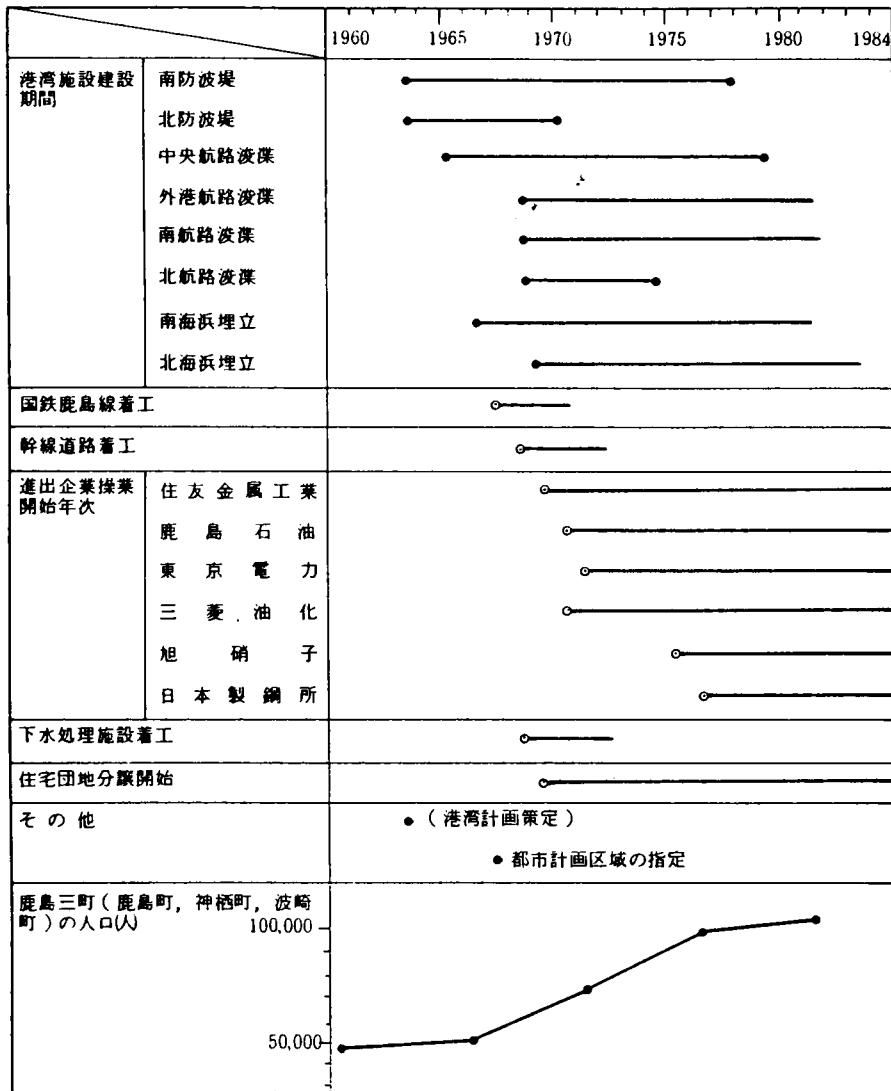 1960 1965 1970 1975 1980 1984
港湾施設建設
期間
南防波堤
北防波堤
中央航路浚渫
外港航路浚渫
南航路浚渫
北航路浚渫
南海浜埋立
北海浜埋立
国鉄鹿島線着工
幹線道路着工
進出企業操業
開始年次
住友金属工業
鹿島石油
東京電力
三菱油化
旭硝子
日本製鋼所
下水処理施設着工
住宅団地分譲開始
その他
(港湾計画策定)
都市計画区域の指定
鹿島三町(鹿島町,神栖町,波崎
町)の人口(人)
100,000
50,000